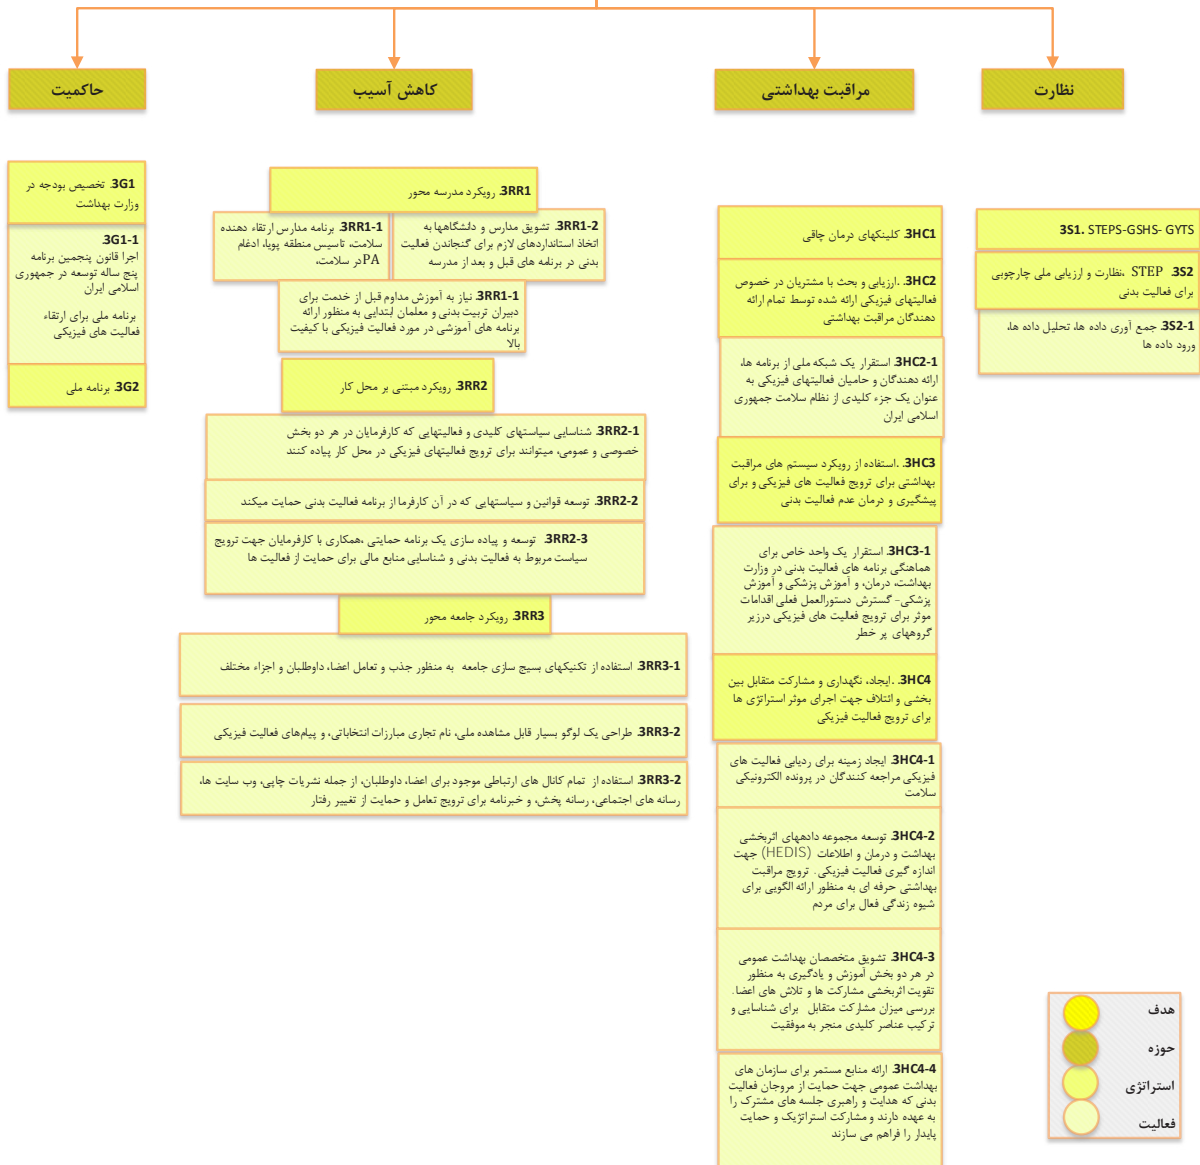 نظارت
مراقبت بهداشتی
کاهش آسیب
حاکمیت
3S1. STEPS-GSHS- GYTS
3S2. STEP ،نظارت و ارزیابی ملی چارچوبی
برای فعالیت بدنی
3S2-1. جمع آوری داده ها، تحلیل داده ها،
ورود داده ها
3HC1. کلینکهای درمان چاقی
3HC2. .ارزیابی و بحث با مشتریان در خصوص
فعالیتهای فیزیکی ارائه شده توسط تمام ارائه
دهندگان مراقبت بهداشتی
3HC2-1. استقرار یک شبکه ملی از برنامه ها،
ارائه دهندگان و حامیان فعالیتهای فیزیکی به
عنوان یک جزء کلیدی از نظام سلامت جمهوری
اسلامی ایران
3HC3. .استفاده از رویکرد سیستم های مراقبت
بهداشتی برای ترویج فعالیت های فیزیکی و برای
پیشگیری و درمان عدم فعالیت بدنی
3HC3-1. استقرار یک واحد خاص برای
هماهنگی برنامه های فعالیت بدنی در وزارت
بهداشت، درمان، و آموزش پزشکی و آموزش
پزشکی- گسترش دستورالعمل فعلی اقدامات
موثر برای ترویج فعالیت های فیزیکی درزیر
گروههای پر خطر
3HC4. .ایجاد، نگهداری و مشارکت متقابل بین
بخشی و ائتلاف جهت اجرای موثر استراتژی ها
برای ترویج فعالیت فیزیکی
3HC4-1. ایجاد زمینه برای ردیابی فعالیت های
فیزیکی مراجعه کنندگان در پرونده الکترونیکی
سلامت
3HC4-2. توسعه مجموعه دادههای اثربخشی
بهداشت و درمان و اطلاعات (HEDIS) جهت
اندازه گیری فعالیت فیزیکی. ترویج مراقبت
بهداشتی حرفه ای به منظور ارائه الگویی برای
شیوه زندگی فعال برای مردم
3HC4-3. تشویق متخصصان بهداشت عمومی
در هر دو بخش آموزش و یادگیری به منظور
تقویت اثربخشی مشارکت ها و تلاش های اعضا.
بررسی میزان مشارکت متقابل برای شناسایی و
ترکیب عناصر کلیدی منجر به موفقیت
3HC4-4. ارائه منابع مستمر برای سازمان های
بهداشت عمومی جهت حمایت از مروجان فعالیت
بدنی که هدایت و راهبری جلسه های مشترک را
به عهده دارند و مشارکت استراتژیک و حمایت
پایدار را فراهم می سازند
3RR1. رویکرد مدرسه محور
3RR1-2. تشویق مدارس و دانشگاهها به
اتخاذ استانداردهای لازم برای گنجاندن فعالیت
بدنی در برنامه های قبل و بعد از مدرسه
3RR1-1. برنامه مدارس ارتقاء دهنده
سلامت، تاسیس منطقه پویا، ادغام
PAدر سلامت،
3RR1-1. نیاز به آموزش مداوم قبل از خدمت برای
دبیران تربیت بدنی و معلمان ابتدایی به منظور ارائه
برنامه های آموزشی در مورد فعالیت فیزیکی با کیفیت
بالا
3RR2. رویکرد مبتنی بر محل کار
3RR2-1. شناسایی سیاستهای کلیدی و فعالیتهایی که کارفرمایان در هر دو بخش
خصوصی و عمومی، میتوانند برای ترویج فعالیتهای فیزیکی در محل کار پیاده کنند
3RR2-2. توسعه قوانین و سیاستهایی که در آن کارفرما از برنامه فعالیت بدنی حمایت میکند
3RR2-3. توسعه و پیاده سازی یک برنامه حمایتی ،همکاری با کارفرمایان جهت ترویج
سیاست مربوط به فعالیت بدنی و شناسایی منابع مالی برای حمایت از فعالیت ها
3RR3. رویکرد جامعه محور
3RR3-1. استفاده از تکنیکهای بسیج سازی جامعه به منظور جذب و تعامل اعضا، داوطلبان و اجزاء مختلف
3RR3-2. طراحی یک لوگو بسیار قابل مشاهده ملی، نام تجاری مبارزات انتخاباتی، و پیام‌های فعالیت فیزیکی
3RR3-2. استفاده از تمام کانال های ارتباطی موجود برای اعضا، داوطلبان، از جمله نشریات چاپی، وب سایت ها،
رسانه های اجتماعی، رسانه پخش، و خبرنامه برای ترویج تعامل و حمایت از تغییر رفتار
3G1. تخصیص بودجه در
وزارت بهداشت
3G1-1.
اجرا قانون پنجمین برنامه
پنج ساله توسعه در جمهوری
اسلامی ایران
برنامه ملی برای ارتقاء
فعالیت های فیزیکی
3G2. برنامه ملی
هدف
حوزه
استراتژی
فعالیت